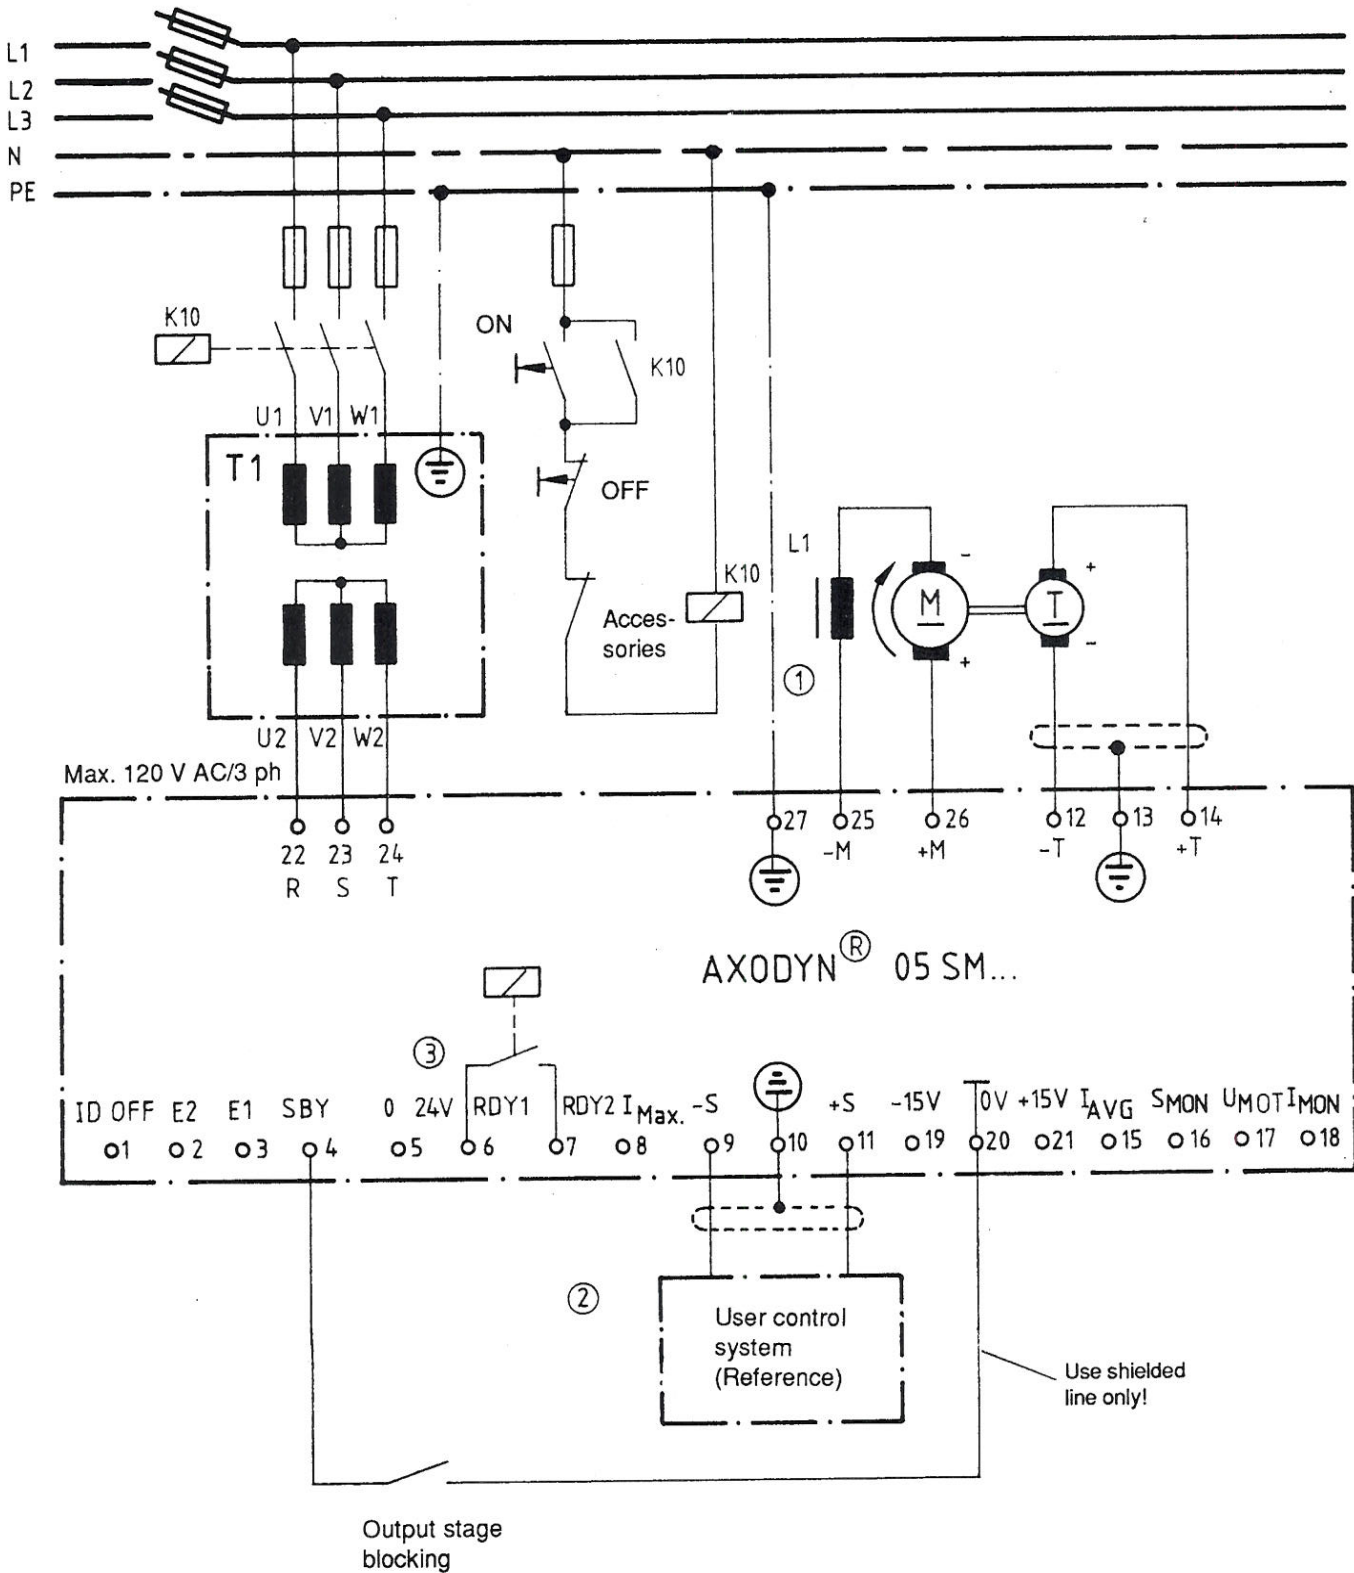 L1
L2
L3
N
PE
K10
ON
K10
U1 V1 W1
T1
OFF
L1
K10
Acces-
sories
M
T
-
+
+
-
1
U2 V2 W2
Max. 120 V AC/3 ph
22 23 24
R S T
27 25 26 12 13 14
-M +M -T +T
AXODYN® 05 SM...
3
ID OFF E2 E1 SBY 0 24V RDY1 RDY2 IMax. -S +S -15V 0V +15V IAVG SMON UMOT IMON
1 2 3 4 5 6 7 8 9 10 11 19 20 21 15 16 17 18
2
User control
system
(Reference)
Use shielded
line only!
Output stage
blocking